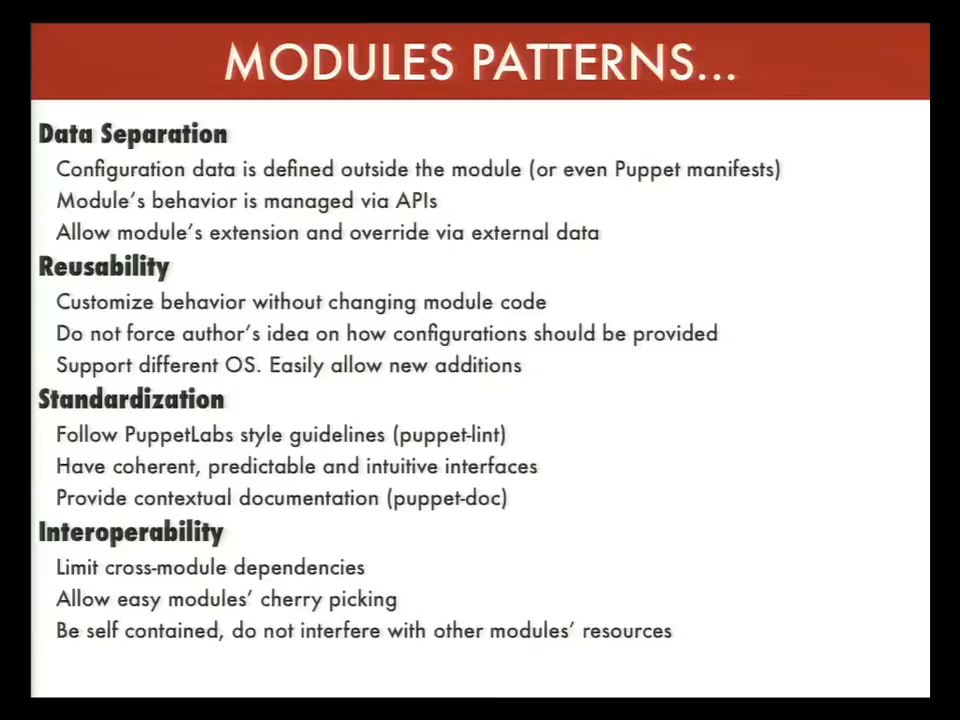 MODULES PATTERNS...
Data Separation
Configuration data is defined outside the module (or even Puppet manifests)
Module's behavior is managed via APIs
Allow module's extension and override via external data
Reusability
Customize behavior without changing module code
Do not force author's idea on how configurations should be provided
Support different OS. Easily allow new additions
Standardization
Follow PuppetLabs style guidelines (puppet-lint)
Have coherent, predictable and intuitive interfaces
Provide contextual documentation (puppet-doc)
Interoperability
Limit cross-module dependencies
Allow easy modules' cherry picking
Be self contained, do not interfere with other modules' resources